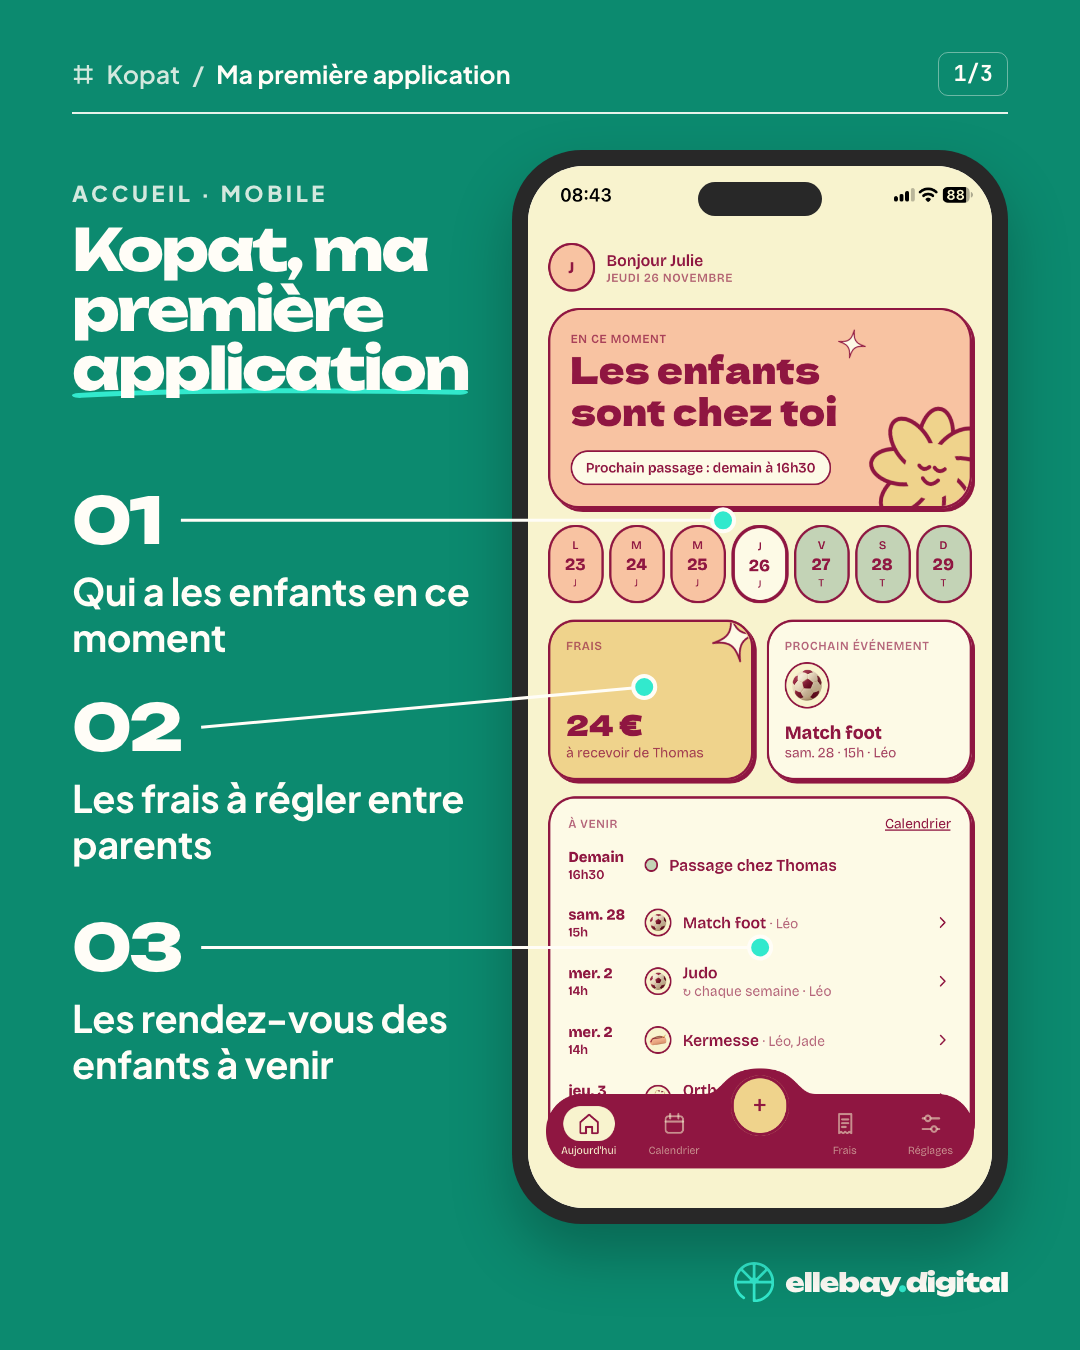 Kopat / Ma première application
1/3
ACCUEIL · MOBILE
Kopat, ma
première
application
01
Qui a les enfants en ce
moment
02
Les frais à régler entre
parents
03
Les rendez-vous des
enfants à venir
08:43
88
J
Bonjour Julie
JEUDI 26 NOVEMBRE
EN CE MOMENT
Les enfants
sont chez toi
Prochain passage : demain à 16h30
L M M J V S D
23 24 25 26 27 28 29
J J J J T T T
FRAIS
24 €
à recevoir de Thomas
PROCHAIN ÉVÉNEMENT
Match foot
sam. 28 · 15h · Léo
À VENIR
Calendrier
Demain
16h30
Passage chez Thomas
sam. 28
15h
Match foot · Léo
mer. 2
14h
Judo
↻ chaque semaine · Léo
mer. 2
14h
Kermesse · Léo, Jade
jeu. 3
Orth
+
Aujourd'hui
Calendrier
Frais
Réglages
ellebay.digital